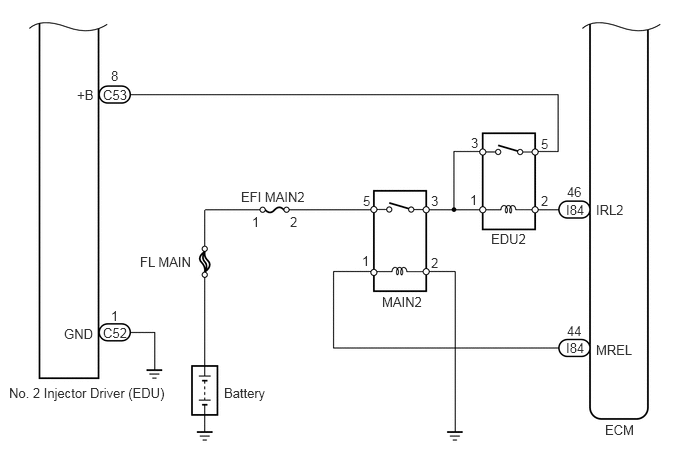 8
+B C53
3 5
EFI MAIN2 5 3 1 2 46
1 2 I84 IRL2
EDU2
FL MAIN 1 2
MAIN2
1 44
GND C52 I84 MREL
No. 2 Injector Driver (EDU) Battery
ECM